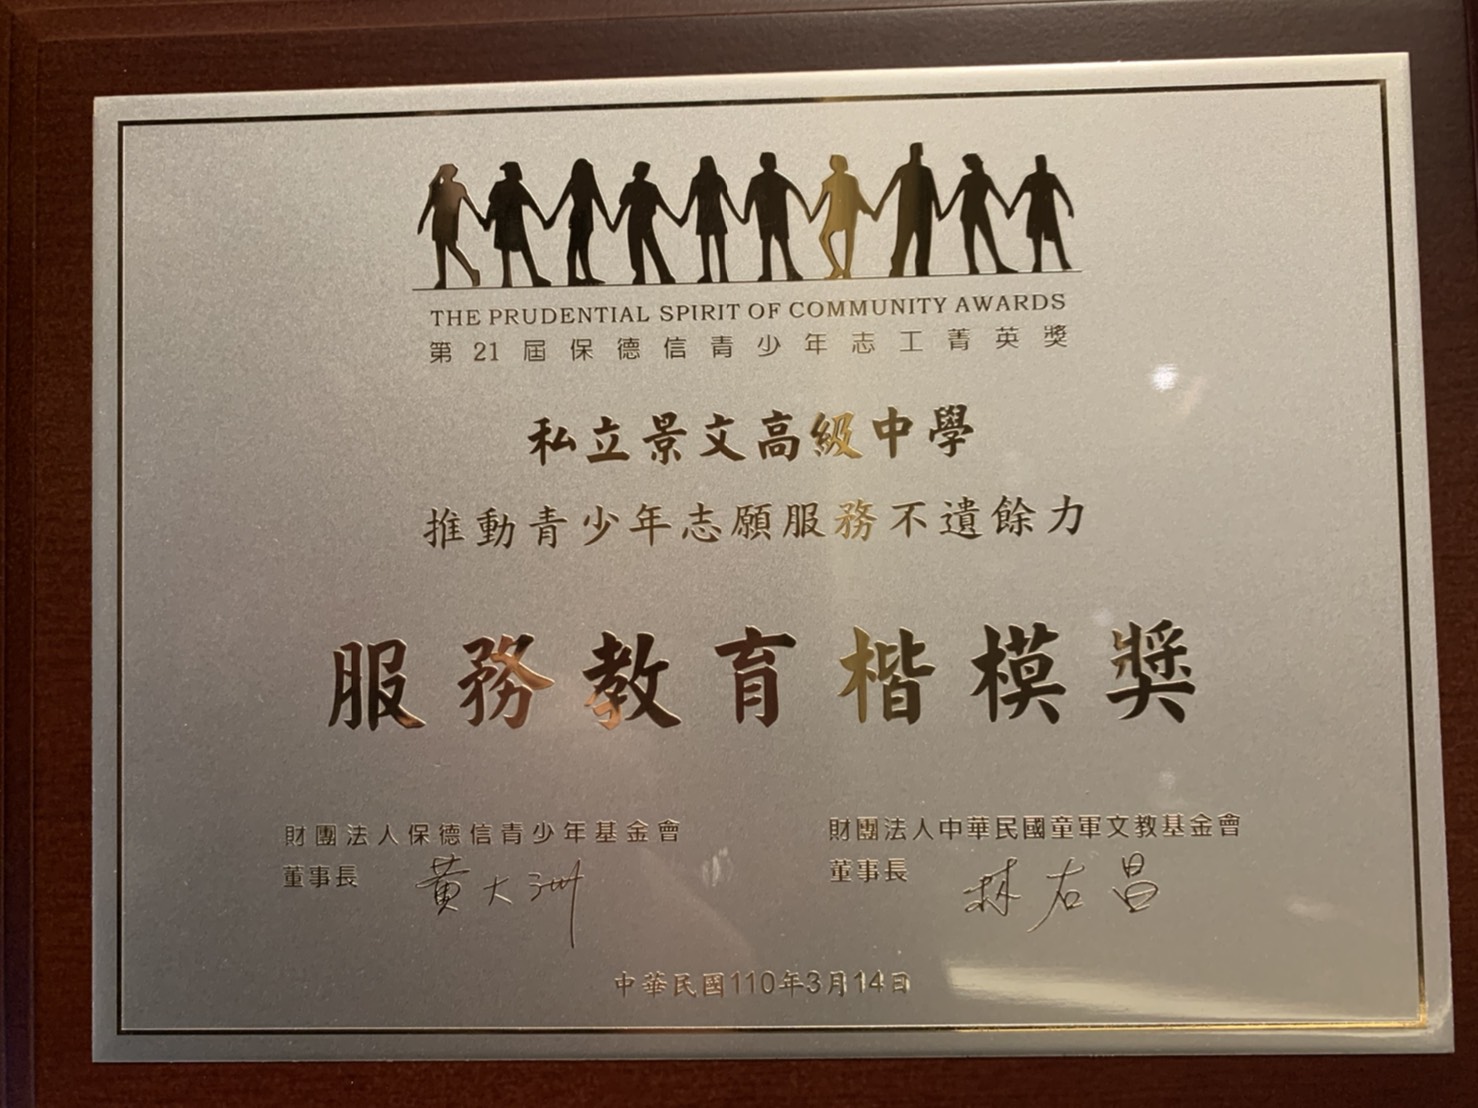 THE PRUDENTIAL SPIRIT OF COMMUNITY AWARDS
第21屆保德信青少年志工菁英獎
私立景文高級中學
推動青少年志願服務不遺餘力
服務教育楷模獎
財團法人保德信青少年基金會
董事長 黃大洲
財團法人中華民國童軍文教基金會
董事長 林右昌
中華民國110年3月14日